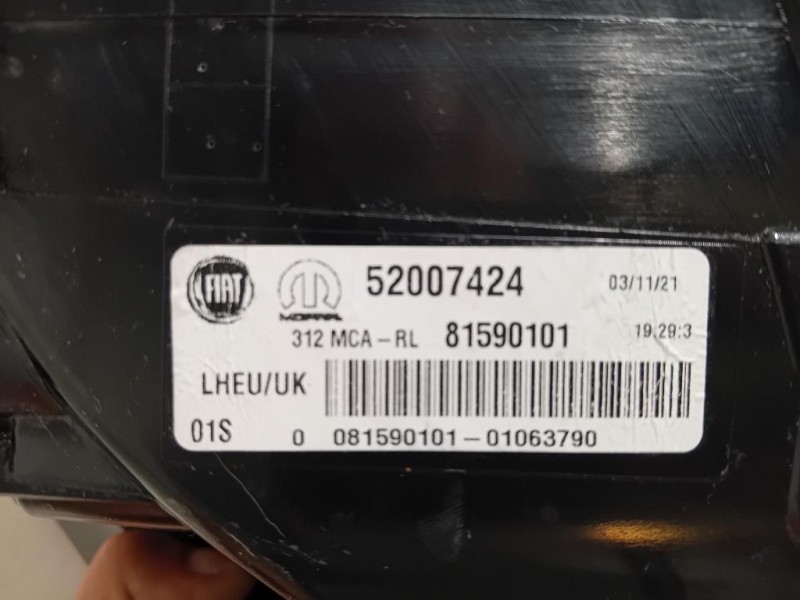 FIAT MOPAR 52007424 03/11/21
312 MCA-RL 81590101 19:29:3
LHEU/UK
01S 0 081590101-01063790